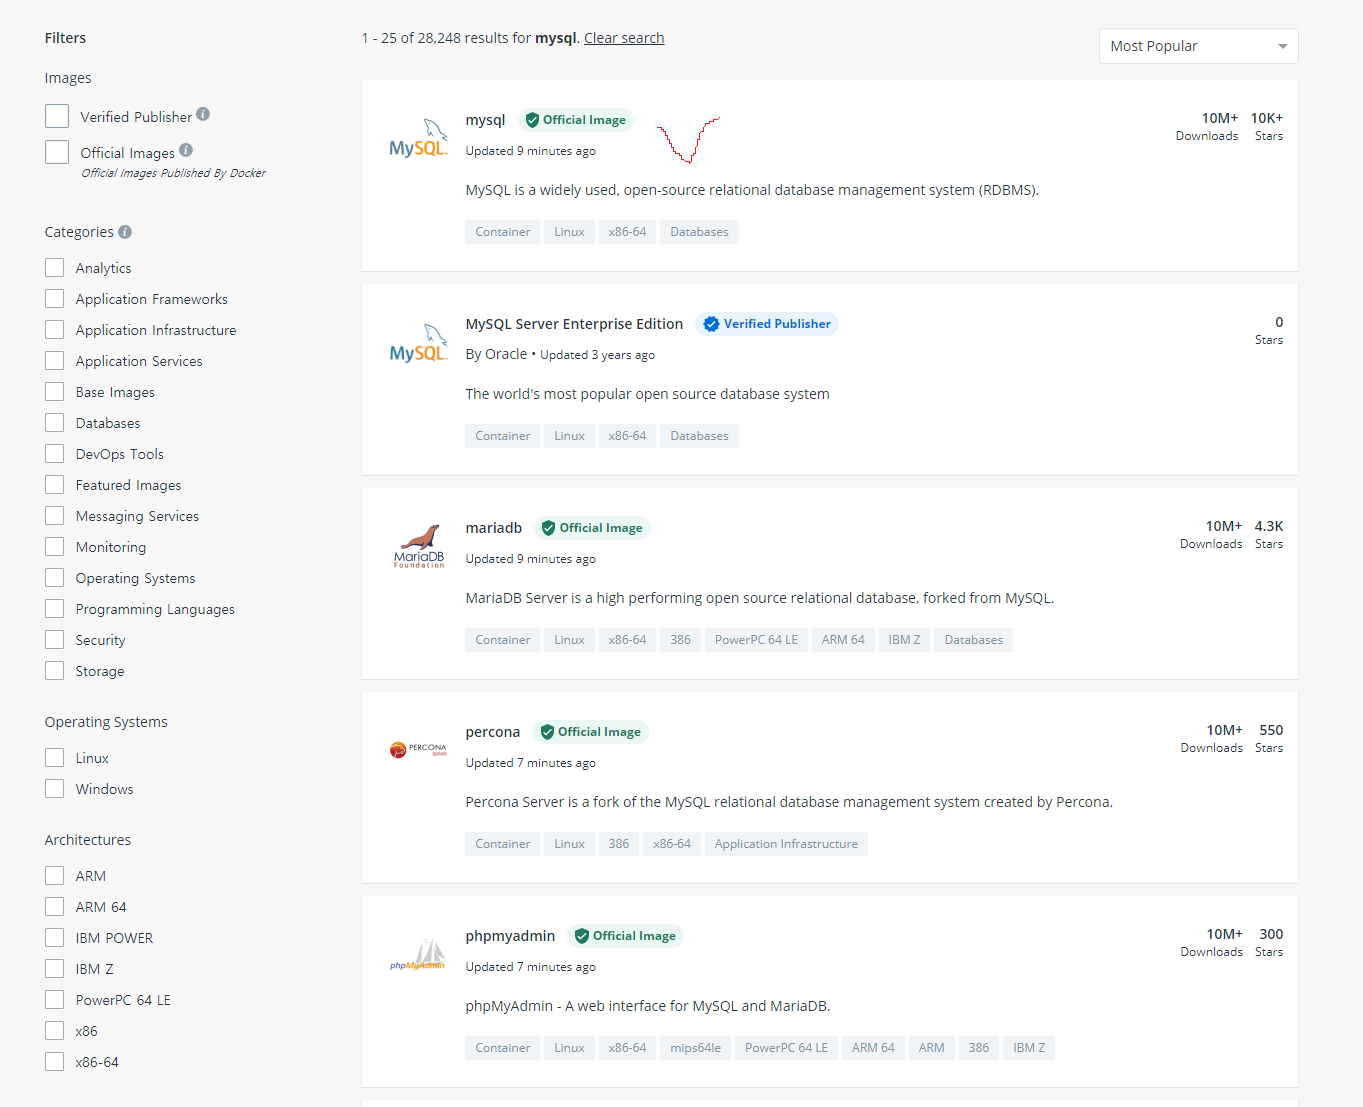 Filters
Images
Verified Publisher
Official Images
Official Images Published By Docker
Categories
Analytics
Application Frameworks
Application Infrastructure
Application Services
Base Images
Databases
DevOps Tools
Featured Images
Messaging Services
Monitoring
Operating Systems
Programming Languages
Security
Storage
Operating Systems
Linux
Windows
Architectures
ARM
ARM 64
IBM POWER
IBM Z
PowerPC 64 LE
x86
x86-64
1 - 25 of 28,248 results for mysql. Clear search
Most Popular
MySQL
mysql Official Image
10M+ 10K+
Downloads Stars
Updated 9 minutes ago
MySQL is a widely used, open-source relational database management system (RDBMS).
Container Linux x86-64 Databases
MySQL
MySQL Server Enterprise Edition Verified Publisher
0
Stars
By Oracle • Updated 3 years ago
The world's most popular open source database system
Container Linux x86-64 Databases
MariaDB
Foundation
mariadb Official Image
10M+ 4.3K
Downloads Stars
Updated 9 minutes ago
MariaDB Server is a high performing open source relational database, forked from MySQL.
Container Linux x86-64 386 PowerPC 64 LE ARM 64 IBM Z Databases
PERCONA
SERVER
percona Official Image
10M+ 550
Downloads Stars
Updated 7 minutes ago
Percona Server is a fork of the MySQL relational database management system created by Percona.
Container Linux 386 x86-64 Application Infrastructure
phpMyAdmin
phpmyadmin Official Image
10M+ 300
Downloads Stars
Updated 7 minutes ago
phpMyAdmin - A web interface for MySQL and MariaDB.
Container Linux x86-64 mips64le PowerPC 64 LE ARM 64 ARM 386 IBM Z